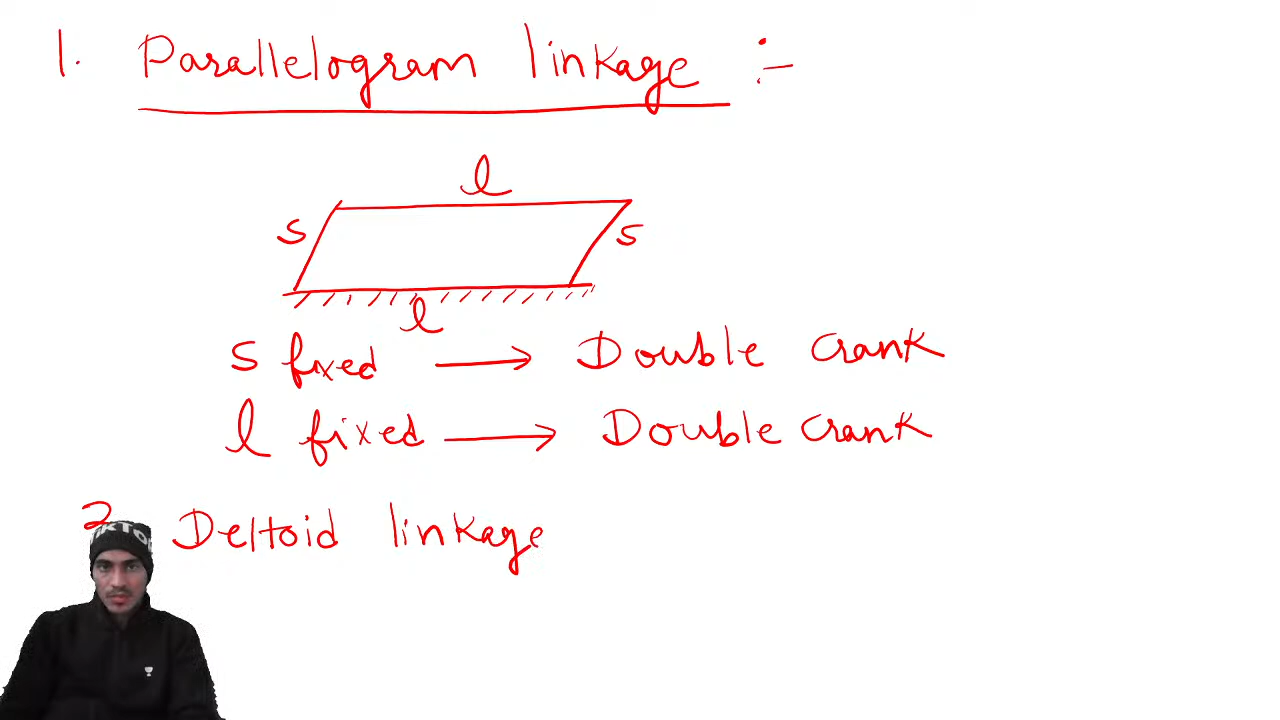 1. Parallelogram linkage :-
l
s s
l
s fixed → Double crank
l fixed → Double crank
2 Deltoid linkage